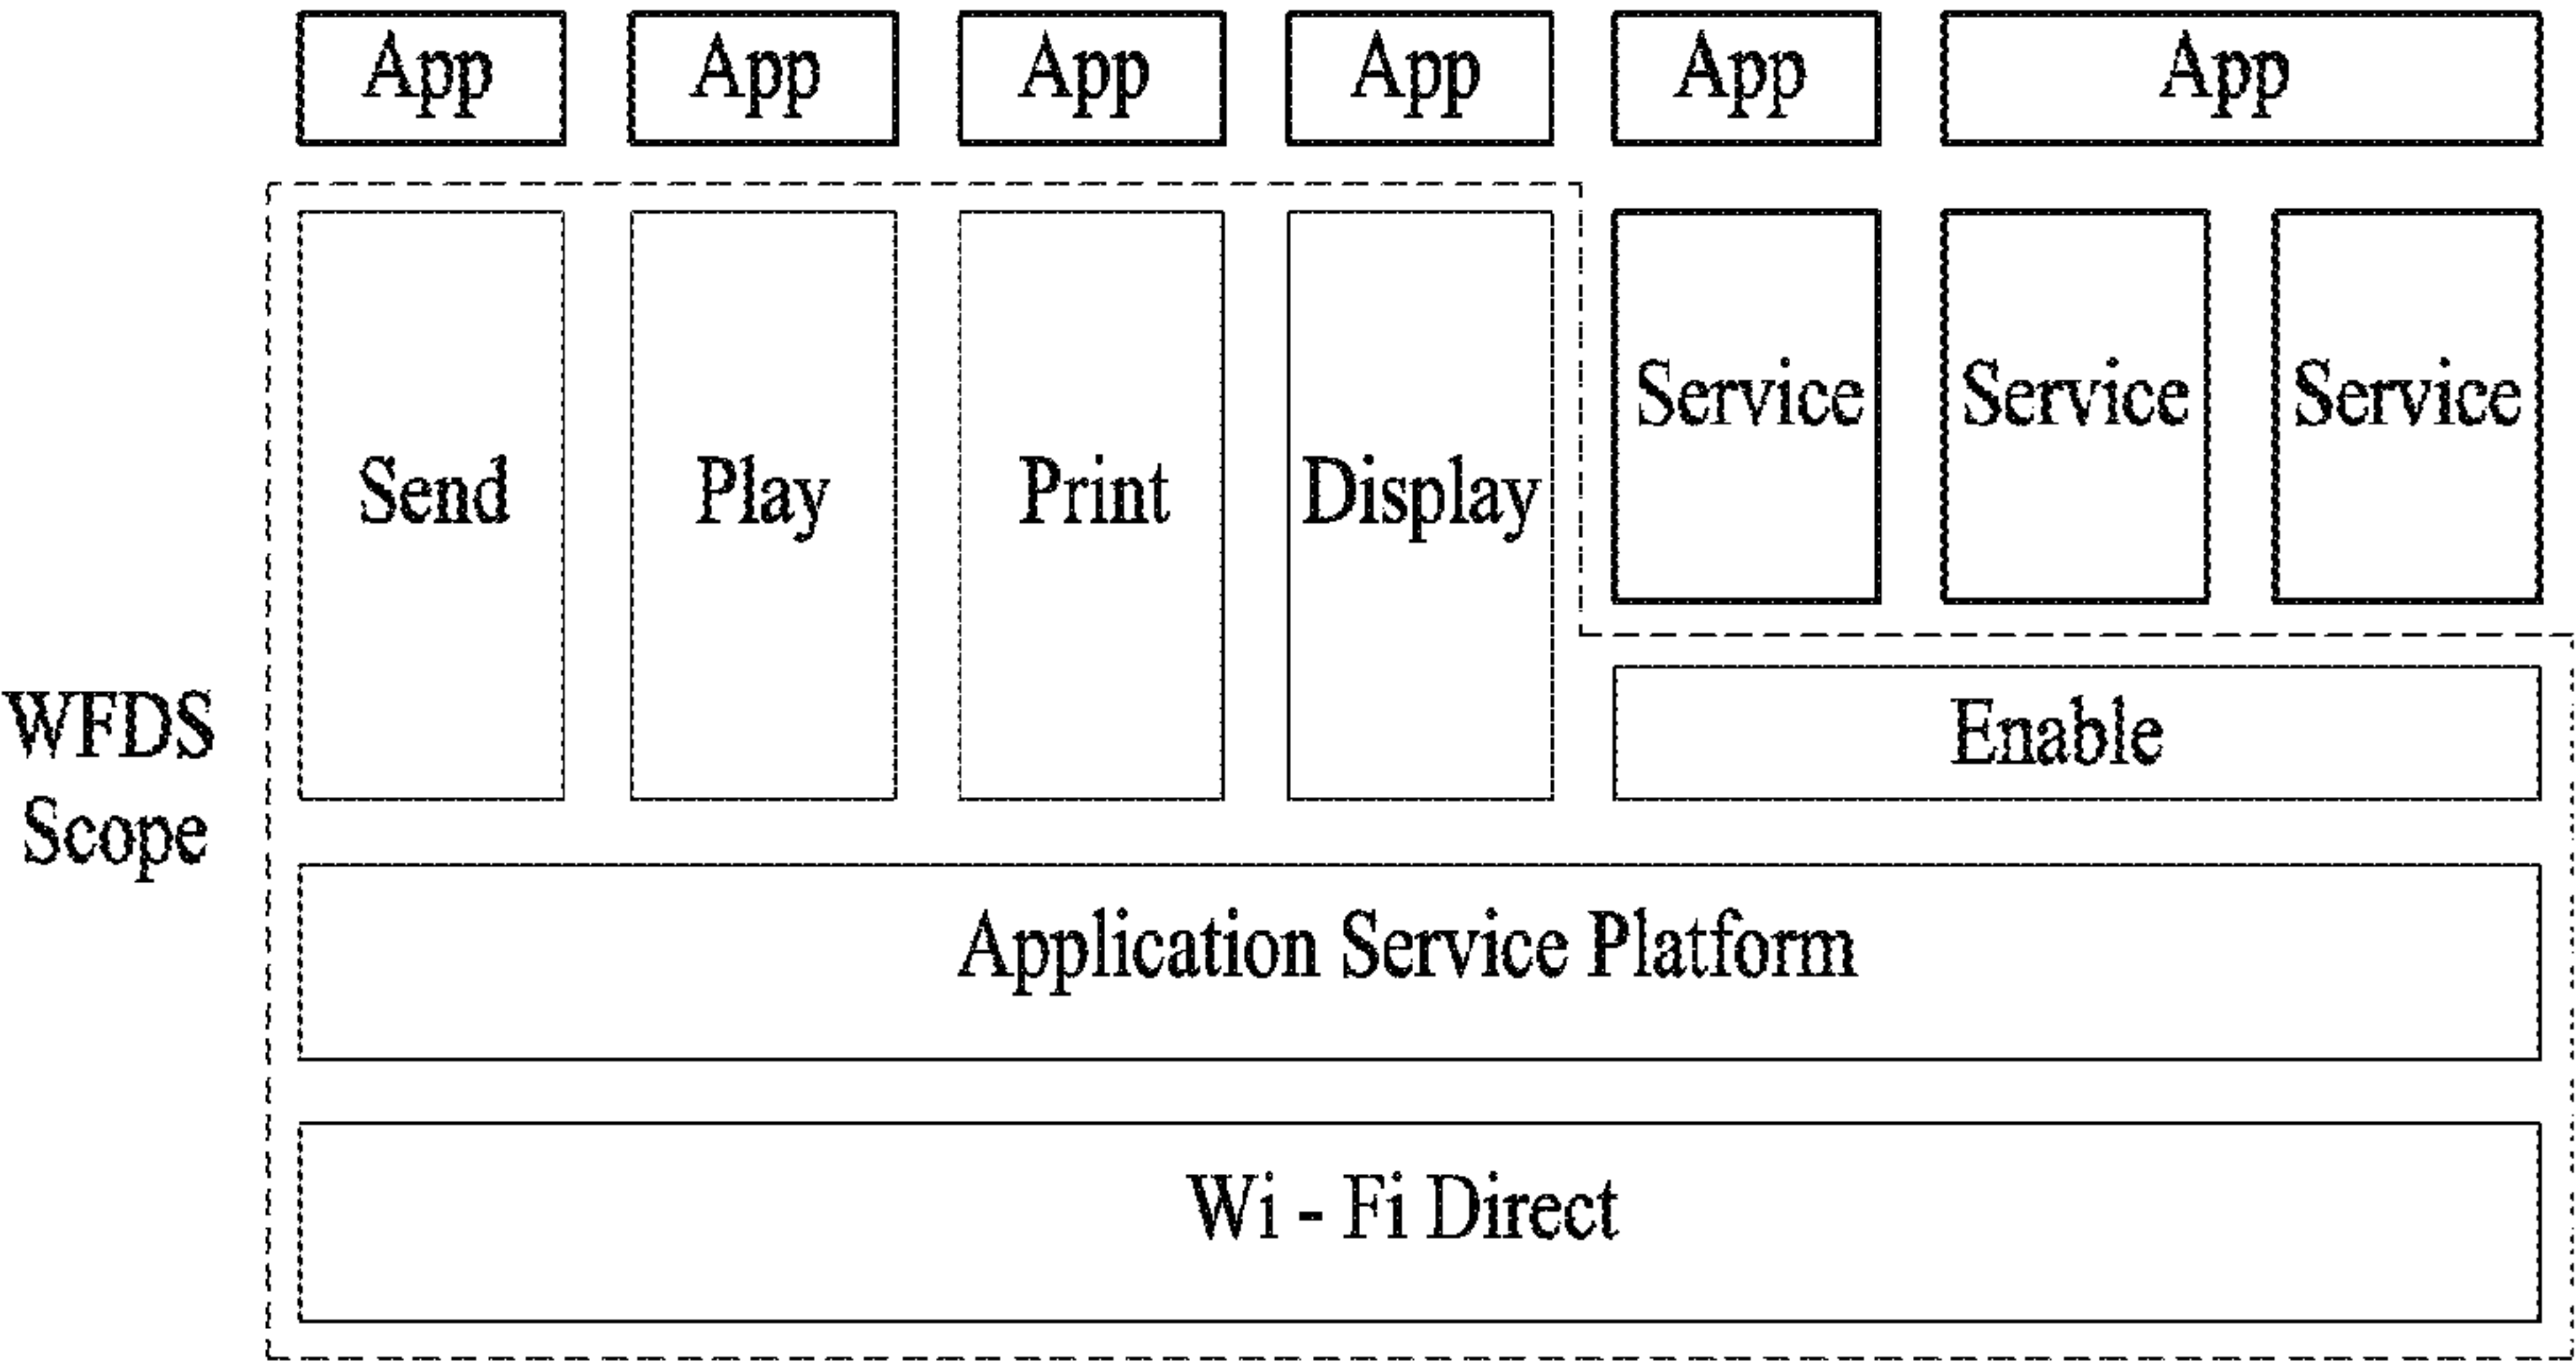 App App App App App App
Service Service Service
Send Play Print Display
WFDS
Scope
Enable
Application Service Platform
Wi - Fi Direct